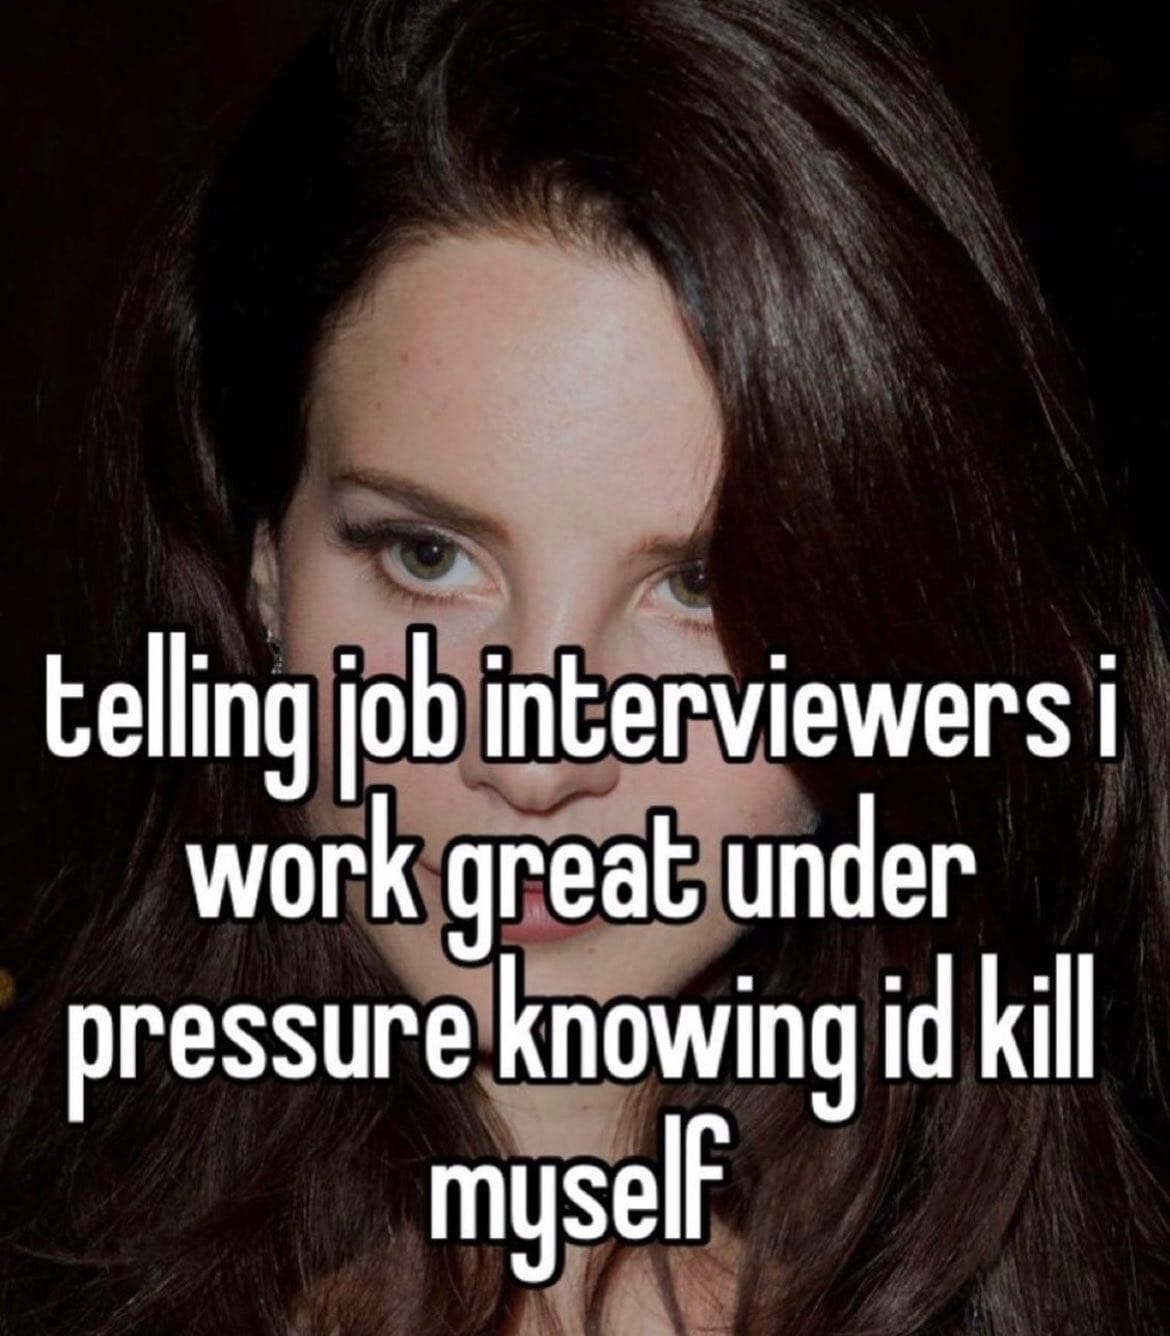 telling job interviewers i
work great under
pressure knowing id kill
myself